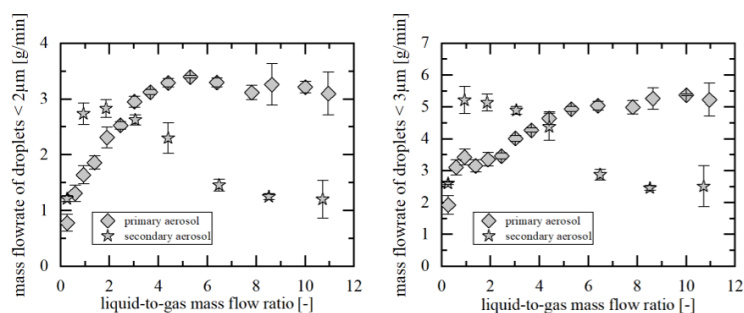 mass flowrate of droplets < 2µm [g/min]
4
3
2
1
0
primary aerosol
secondary aerosol
0 2 4 6 8 10 12
liquid-to-gas mass flow ratio [-]
mass flowrate of droplets < 3µm [g/min]
7
6
5
4
3
2
1
0
primary aerosol
secondary aerosol
0 2 4 6 8 10 12
liquid-to-gas mass flow ratio [-]